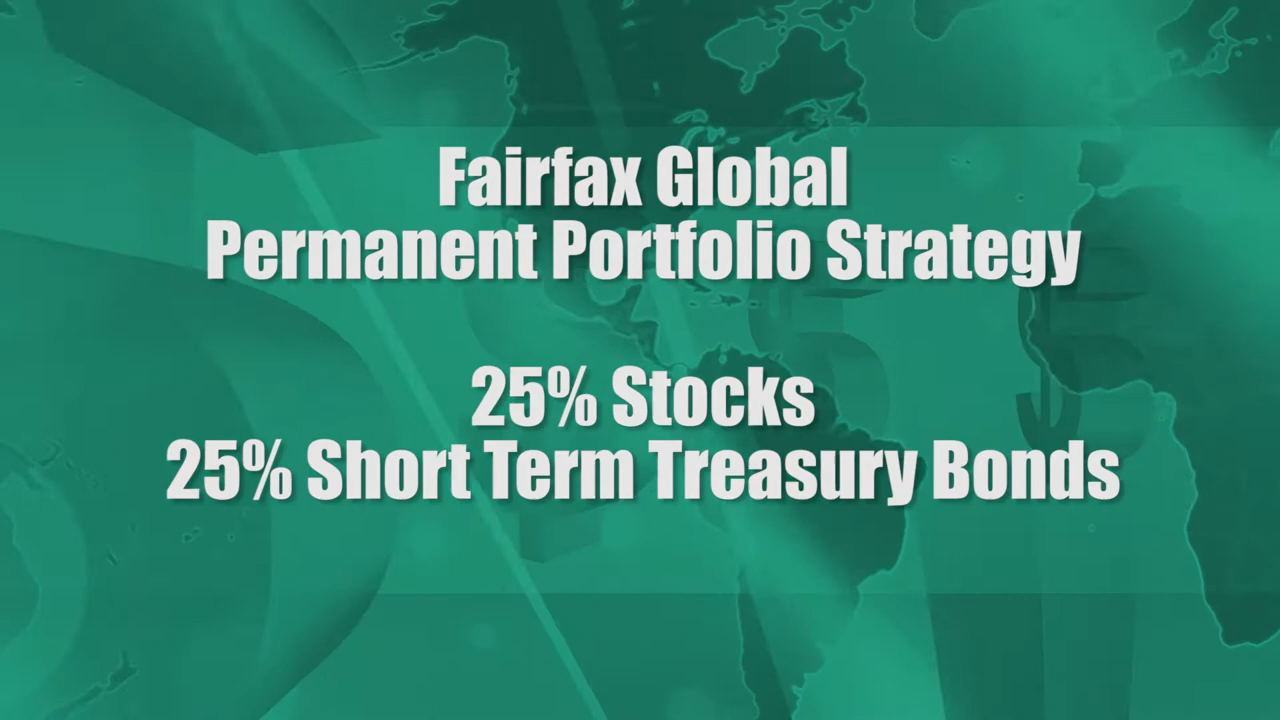 Fairfax Global
Permanent Portfolio Strategy
25% Stocks
25% Short Term Treasury Bonds